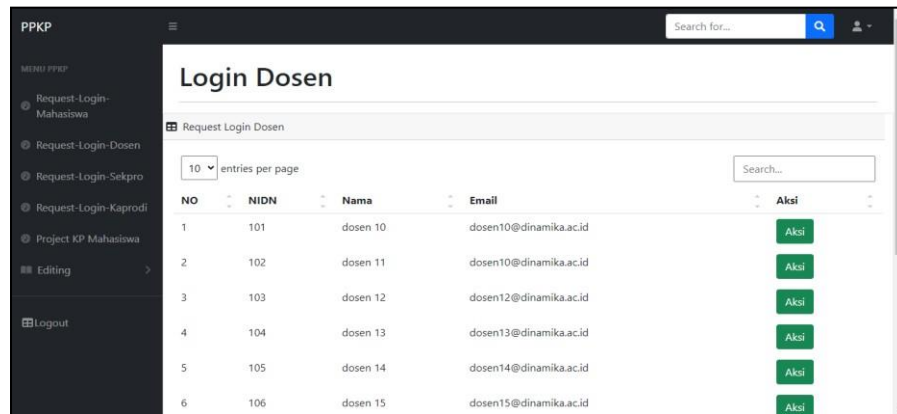 PPKP
Search for...
MENU PPKP
Request-Login-
Mahasiswa
Request-Login-Dosen
Request-Login-Sekpro
Request-Login-Kaprodi
Project KP Mahasiswa
Editing
Logout
Login Dosen
Request Login Dosen
10 entries per page
Search...
NO NIDN Nama Email Aksi
1 101 dosen 10 dosen10@dinamika.ac.id Aksi
2 102 dosen 11 dosen10@dinamika.ac.id Aksi
3 103 dosen 12 dosen12@dinamika.ac.id Aksi
4 104 dosen 13 dosen13@dinamika.ac.id Aksi
5 105 dosen 14 dosen14@dinamika.ac.id Aksi
6 106 dosen 15 dosen15@dinamika.ac.id Aksi